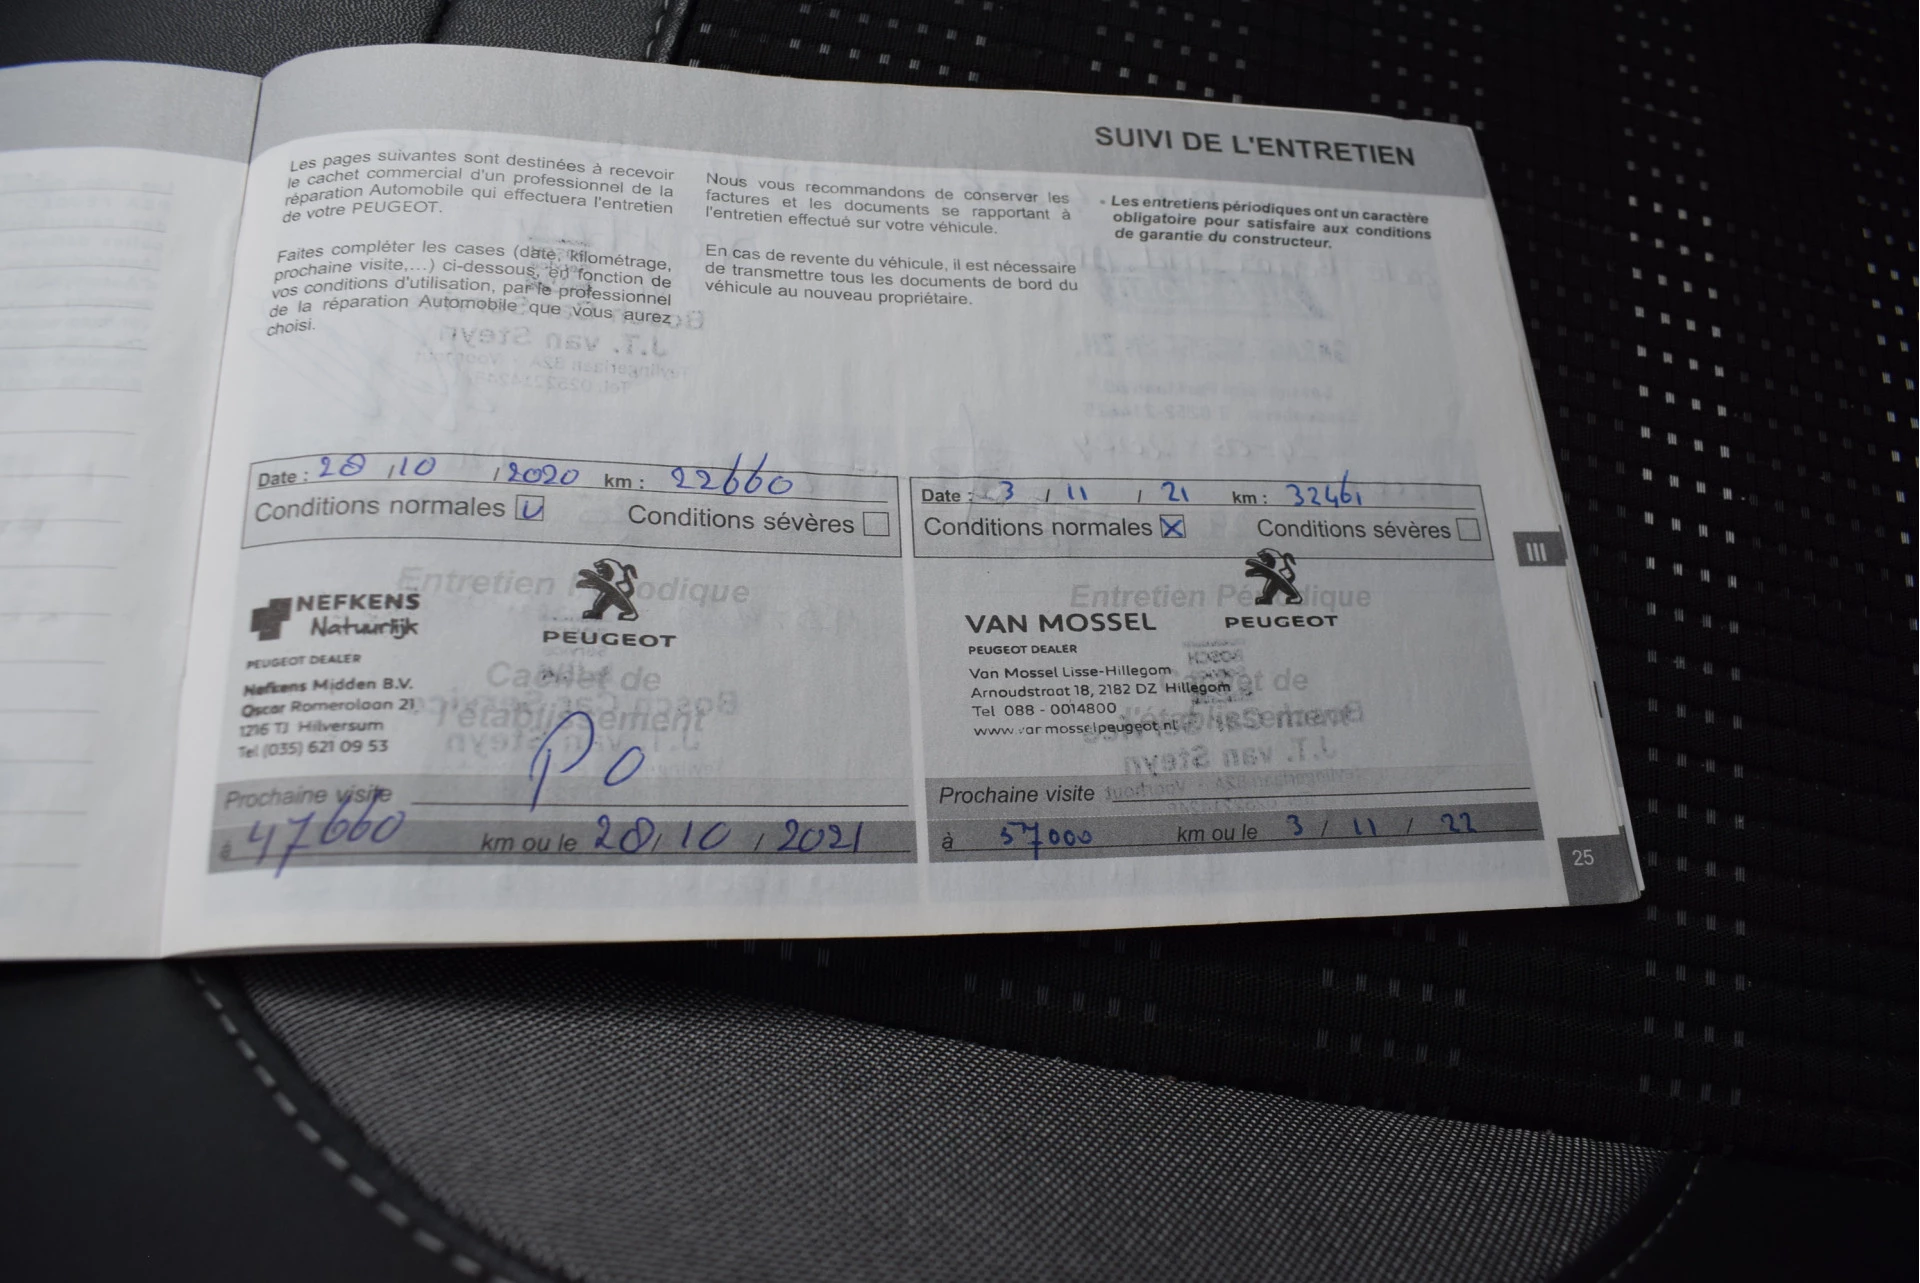 SUIVI DE L'ENTRETIEN
Les pages suivantes sont destinées à recevoir
le cachet commercial d'un professionnel de la
réparation Automobile qui effectuera l'entretien
de votre PEUGEOT.
Faites compléter les cases (date, kilométrage,
prochaine visite,...) ci-dessous, en fonction de
vos conditions d'utilisation, par le professionnel
de la réparation Automobile que vous aurez
choisi.
Nous vous recommandons de conserver les
factures et les documents se rapportant à
l'entretien effectué sur votre véhicule.
En cas de revente du véhicule, il est nécessaire
de transmettre tous les documents de bord du
véhicule au nouveau propriétaire.
• Les entretiens périodiques ont un caractère
obligatoire pour satisfaire aux conditions
de garantie du constructeur.
Date : 28 / 10 / 2020 km : 22660
Conditions normales Conditions sévères
Entretien Périodique
NEFKENS
Natuurlijk
PEUGEOT
PEUGEOT DEALER
Nefkens Midden B.V.
Oscar Romerolaan 21
1216 TJ Hilversum
Tel (035) 621 09 53
Cachet de
l'établissement
Prochaine visite
à 47660 km ou le 28 / 10 / 2021
Date : 3 / 11 / 21 km : 32461
Conditions normales Conditions sévères
Entretien Périodique
VAN MOSSEL
PEUGEOT
PEUGEOT DEALER
Van Mossel Lisse-Hillegom
Arnoudstraat 18, 2182 DZ Hillegom
Tel 088 - 0014800
www.vanmosselpeugeot.nl
Cachet de
l'établissement
Prochaine visite
à 57000 km ou le 3 / 11 / 22
III
25